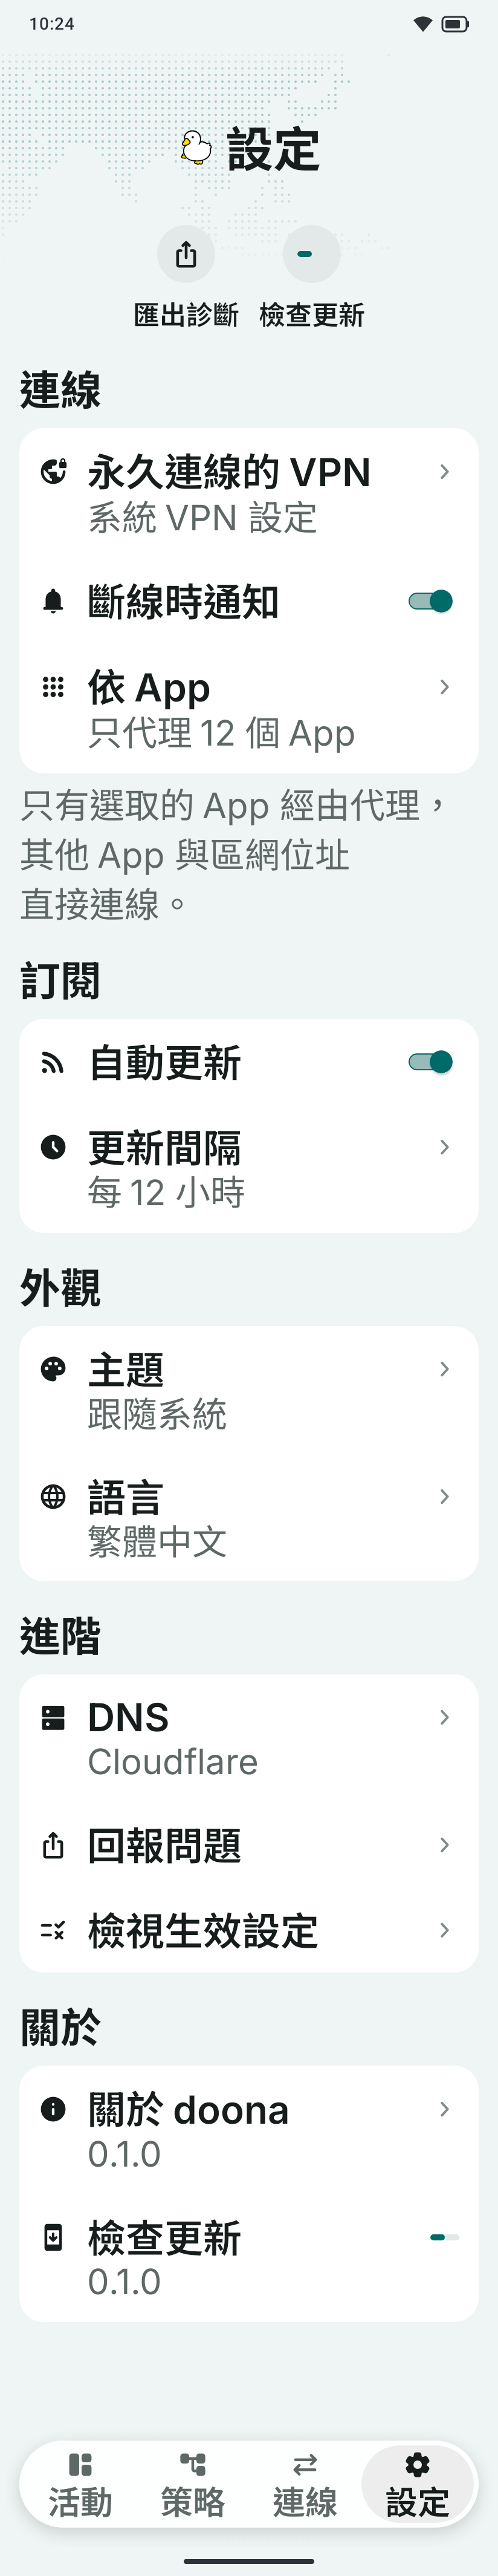 10:24
設定
匯出診斷
檢查更新
連線
永久連線的 VPN
系統 VPN 設定
斷線時通知
依 App
只代理 12 個 App
只有選取的 App 經由代理，
其他 App 與區網位址
直接連線。
訂閱
自動更新
更新間隔
每 12 小時
外觀
主題
跟隨系統
語言
繁體中文
進階
DNS
Cloudflare
回報問題
檢視生效設定
關於
關於 doona
0.1.0
檢查更新
0.1.0
活動
策略
連線
設定